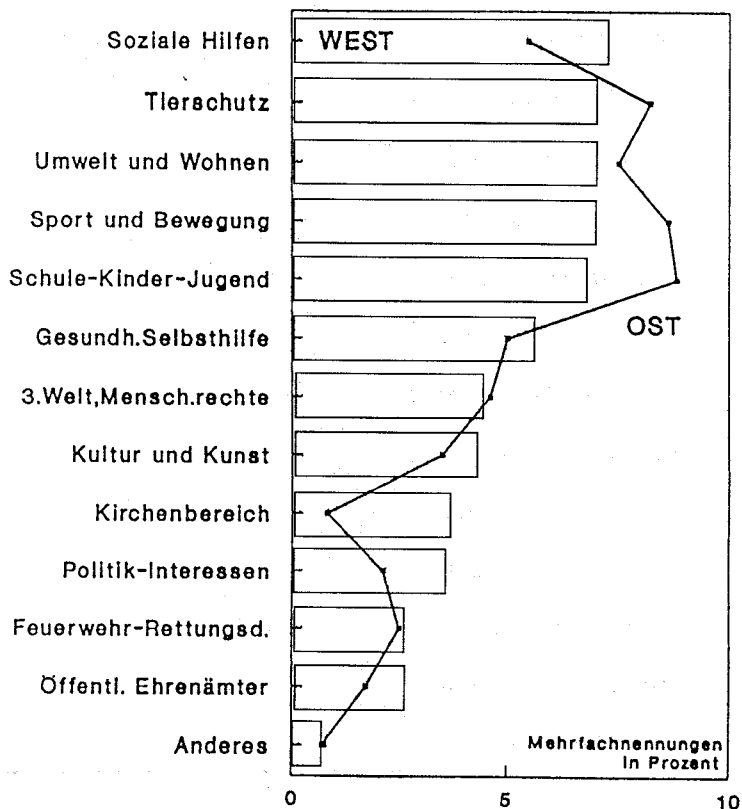 Soziale Hilfen
WEST
Tierschutz
Umwelt und Wohnen
Sport und Bewegung
Schule-Kinder-Jugend
Gesundh.Selbsthilfe
OST
3.Welt,Mensch.rechte
Kultur und Kunst
Kirchenbereich
Politik-Interessen
Feuerwehr-Rettungsd.
Öffentl. Ehrenämter
Anderes
Mehrfachnennungen
in Prozent
0 5 10